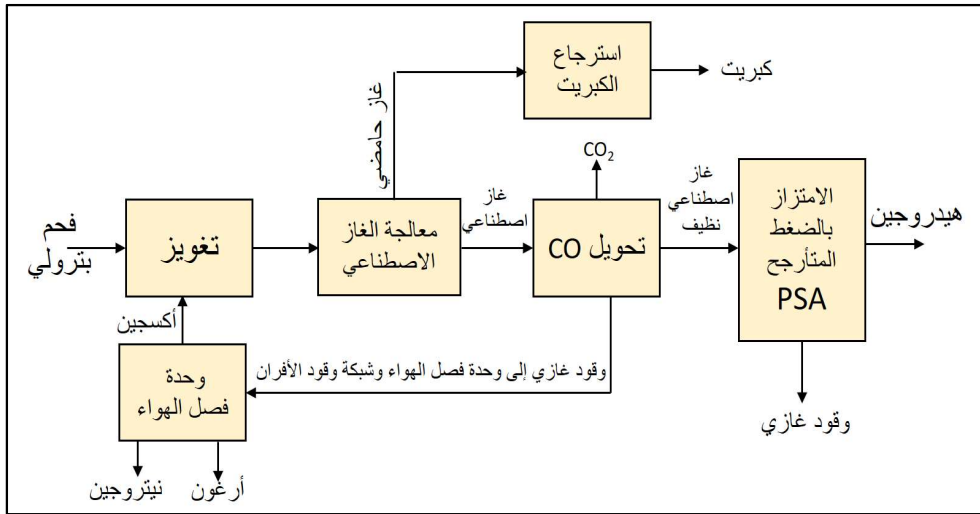 استرجاع
الكبريت
كبريت
غاز حامضي
CO₂
فحم
بترولي
تغويز
معالجة الغاز
الاصطناعي
غاز
اصطناعي
تحويل CO
غاز
اصطناعي
نظيف
الامتزاز
بالضغط
المتأرجح
PSA
هيدروجين
أكسجين
وحدة
فصل الهواء
وقود غازي إلى وحدة فصل الهواء وشبكة وقود الأفران
وقود غازي
نيتروجين
أرغون